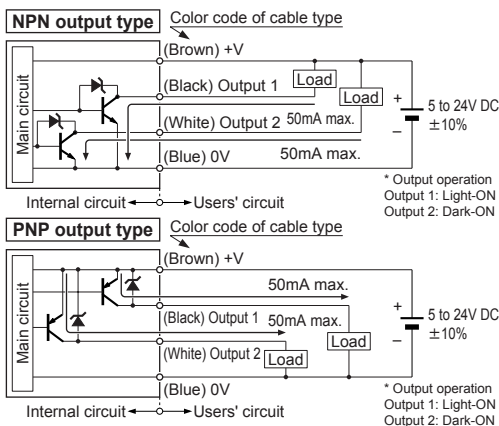 NPN output type Color code of cable type
(Brown) +V
(Black) Output 1
Load
Load
Main circuit
+
5 to 24V DC
(White) Output 2 50mA max.
−
±10%
(Blue) 0V 50mA max.
* Output operation
Output 1: Light-ON
Internal circuit Users' circuit
Output 2: Dark-ON
PNP output type Color code of cable type
(Brown) +V
50mA max.
Main circuit
+
(Black) Output 1 50mA max.
5 to 24V DC
−
±10%
(White) Output 2 Load
Load
(Blue) 0V
* Output operation
Output 1: Light-ON
Internal circuit Users' circuit
Output 2: Dark-ON